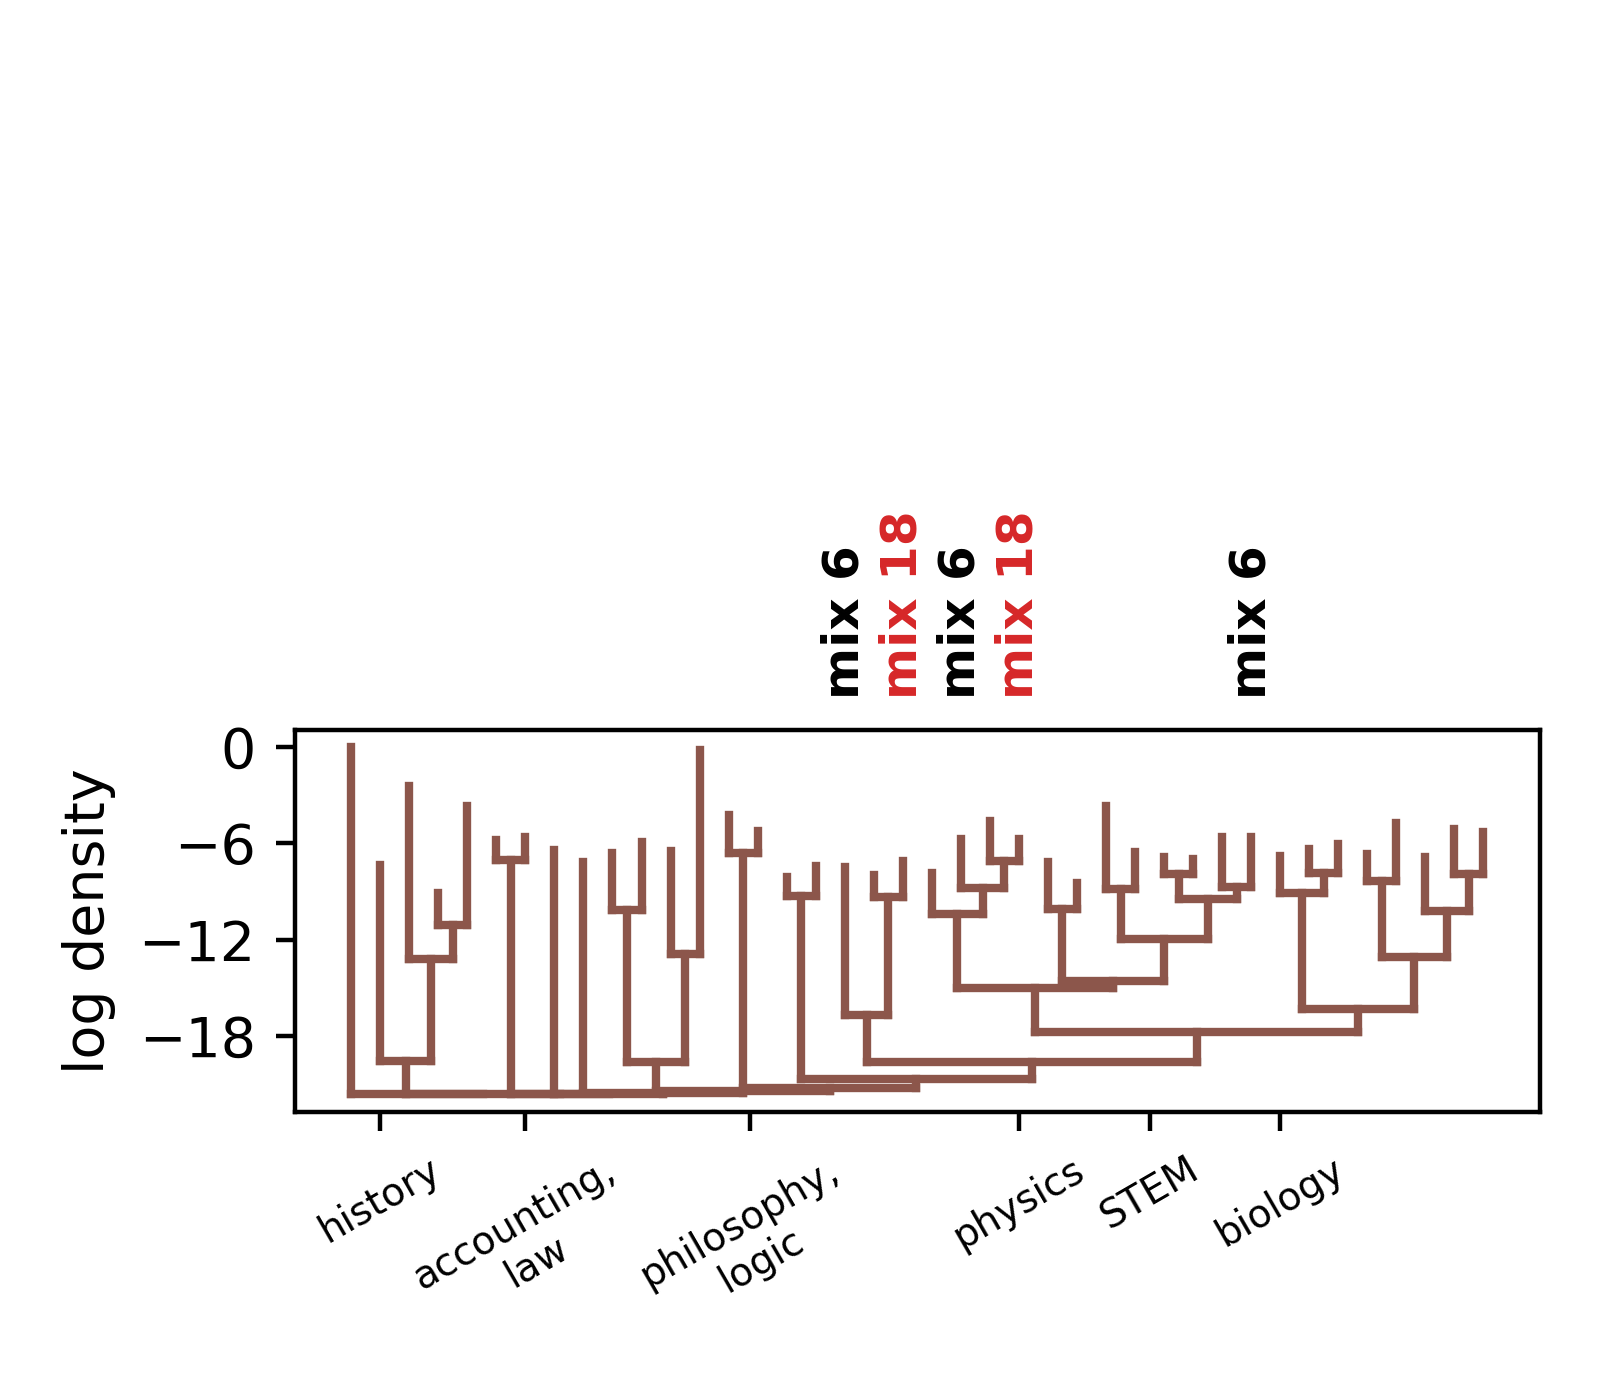 mix 6
mix 18
mix 6
mix 18
mix 6
0
−6
−12
−18
log density
history
accounting,
law
philosophy,
logic
physics
STEM
biology